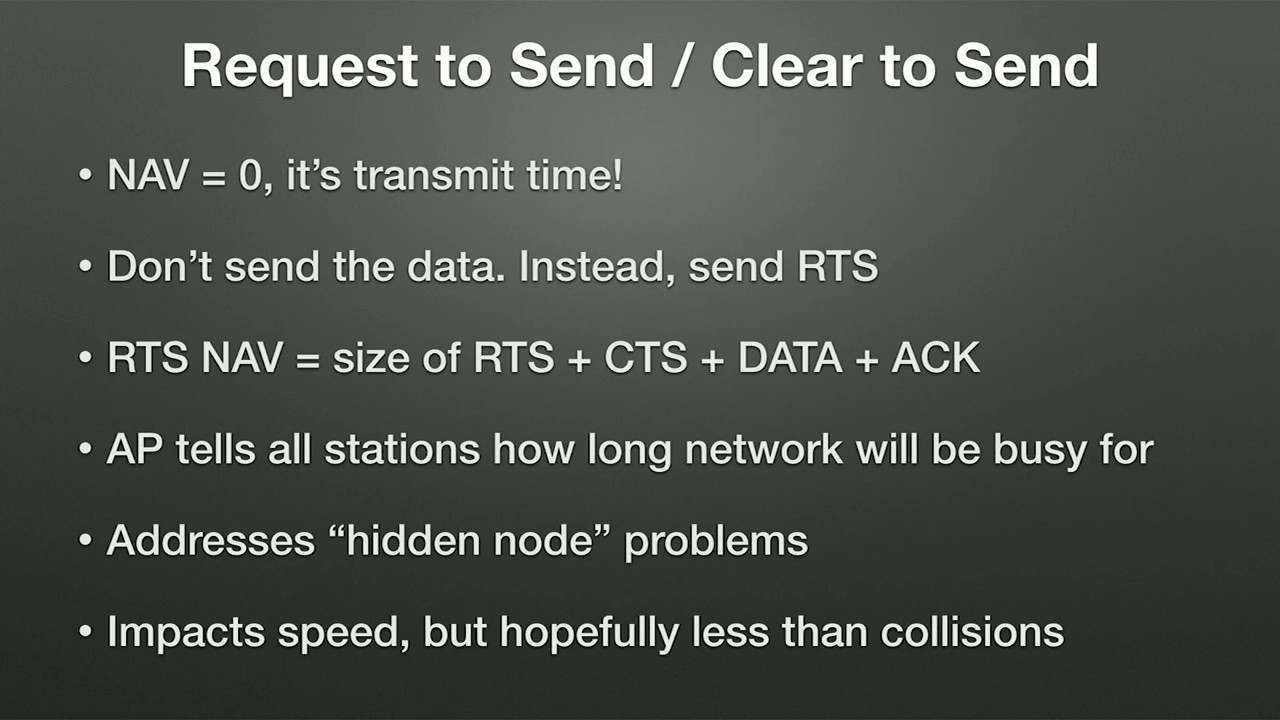 Request to Send / Clear to Send
• NAV = 0, it’s transmit time!
• Don’t send the data. Instead, send RTS
• RTS NAV = size of RTS + CTS + DATA + ACK
• AP tells all stations how long network will be busy for
• Addresses “hidden node” problems
• Impacts speed, but hopefully less than collisions